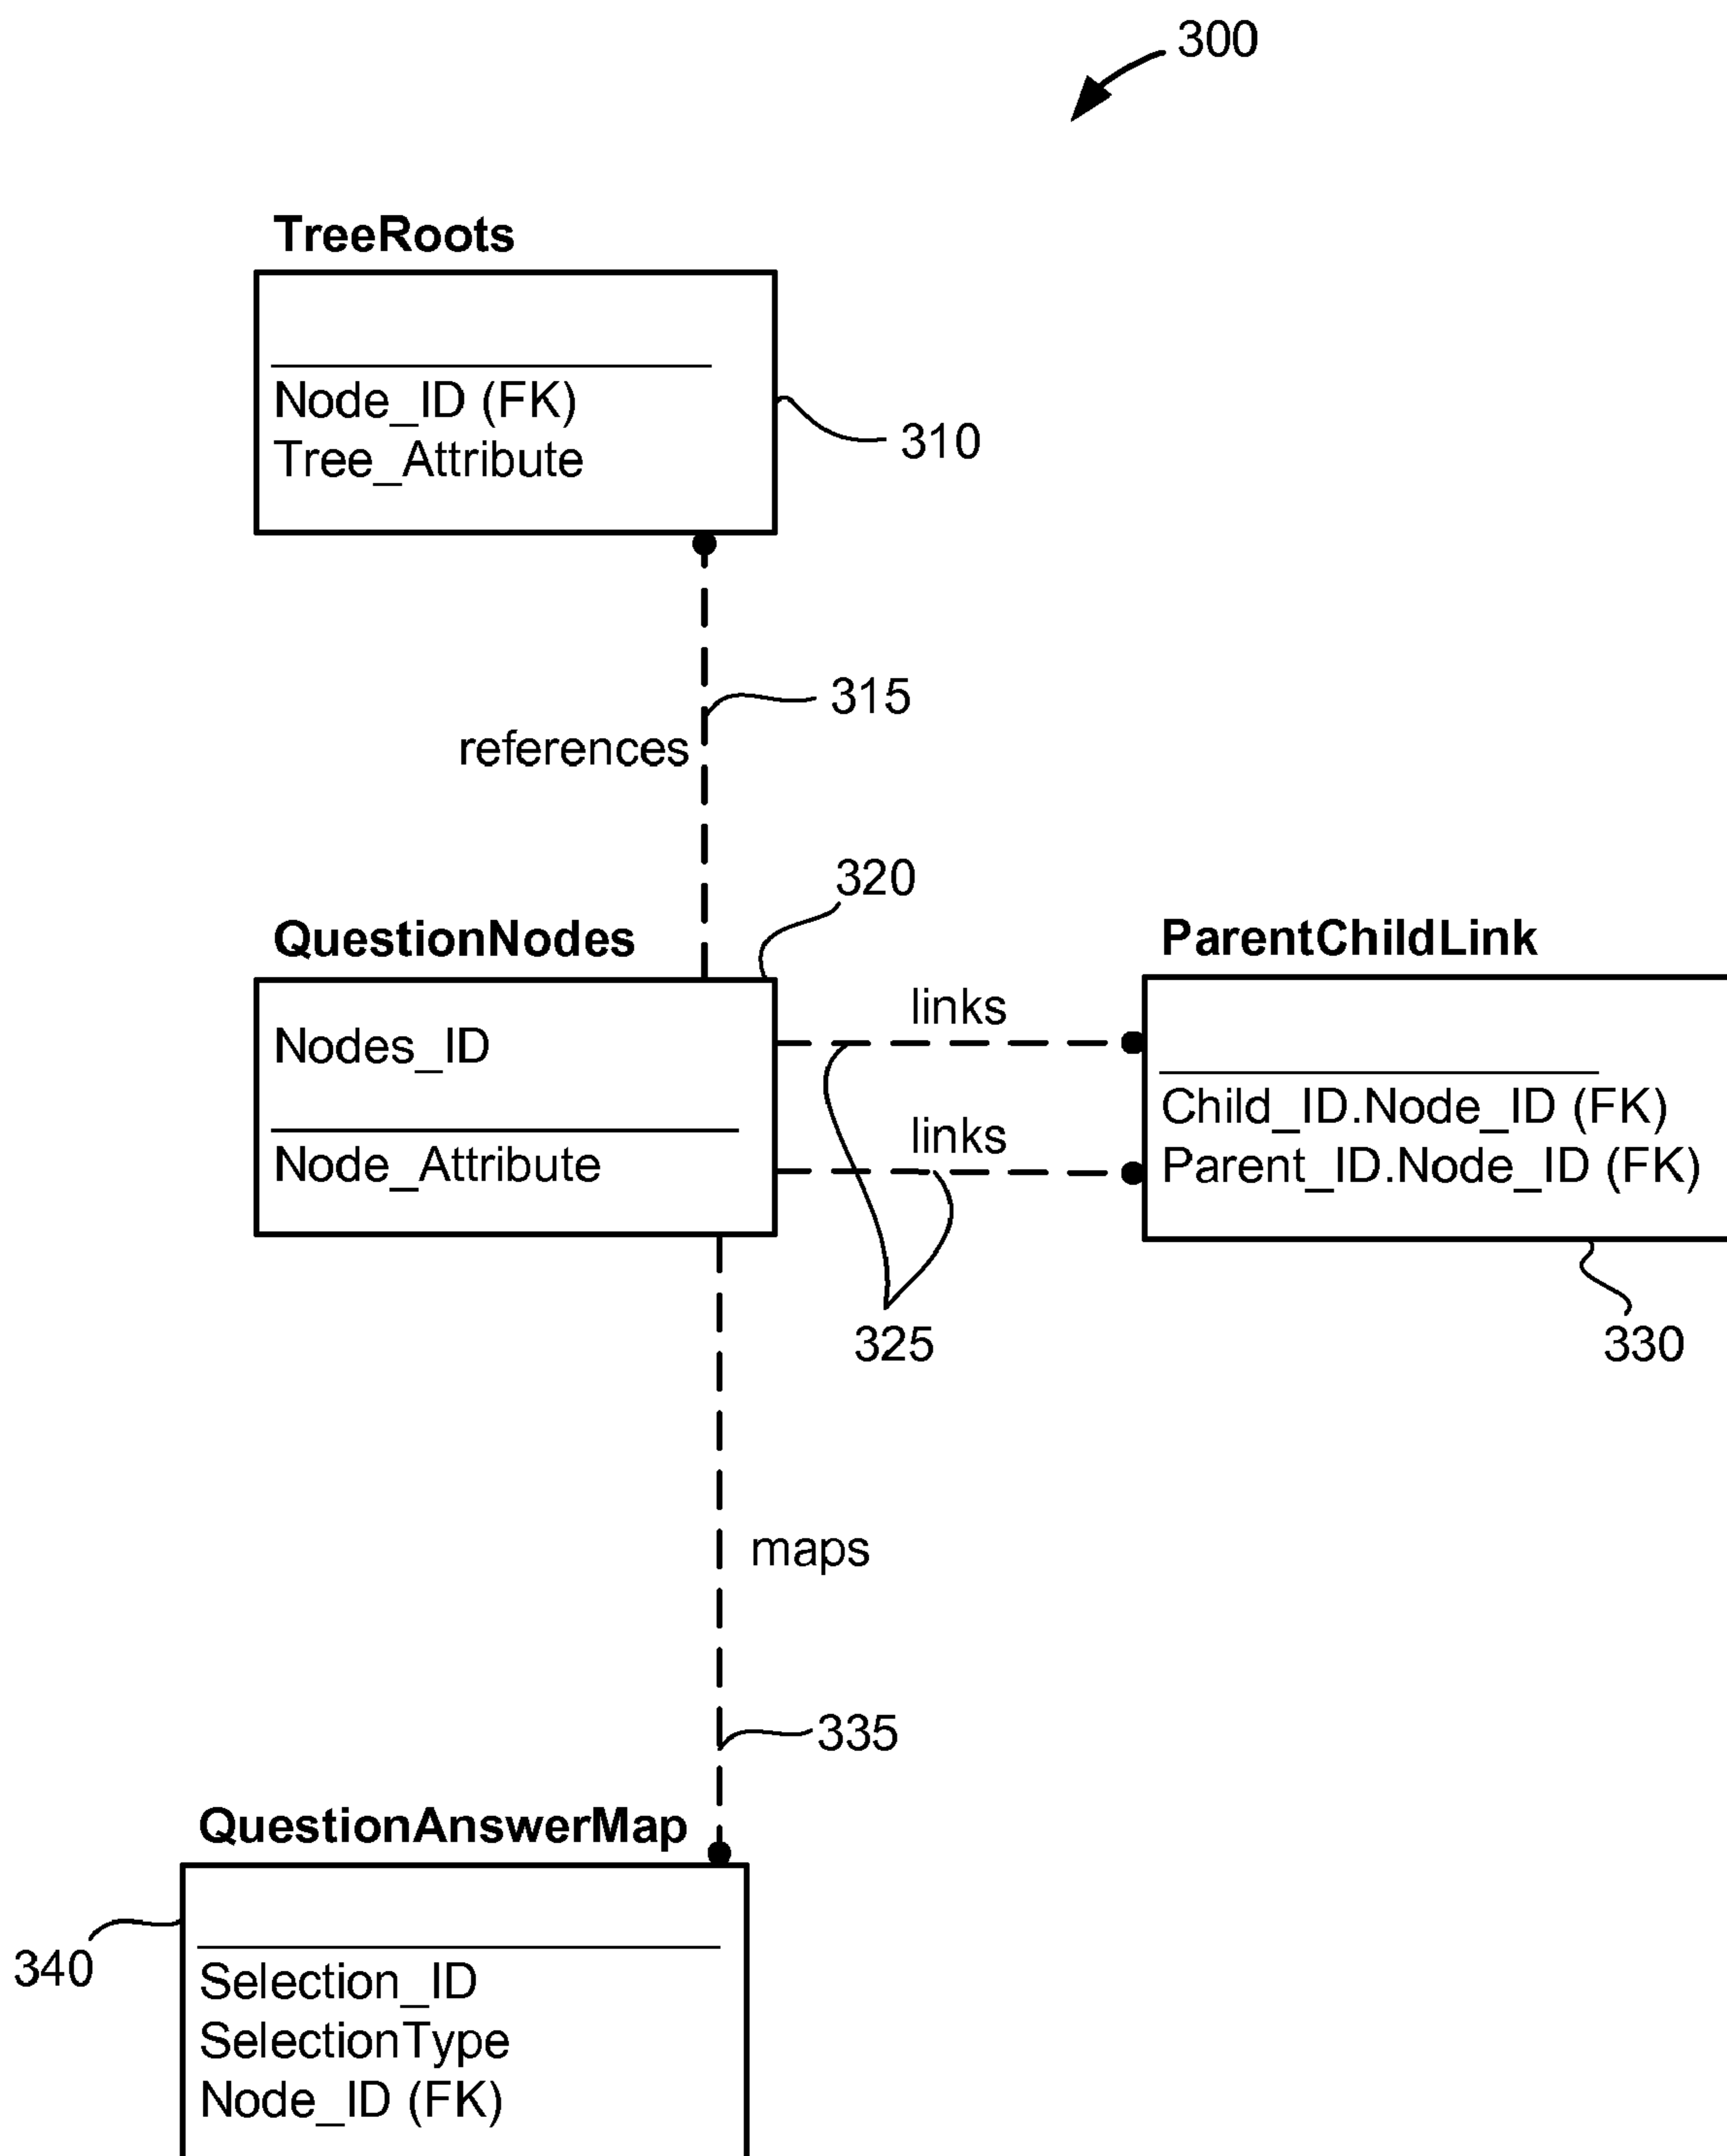 300
TreeRoots
Node_ID (FK)
Tree_Attribute
310
315
references
320
QuestionNodes
ParentChildLink
Nodes_ID
Node_Attribute
links
links
Child_ID.Node_ID (FK)
Parent_ID.Node_ID (FK)
325
330
maps
335
QuestionAnswerMap
340
Selection_ID
SelectionType
Node_ID (FK)